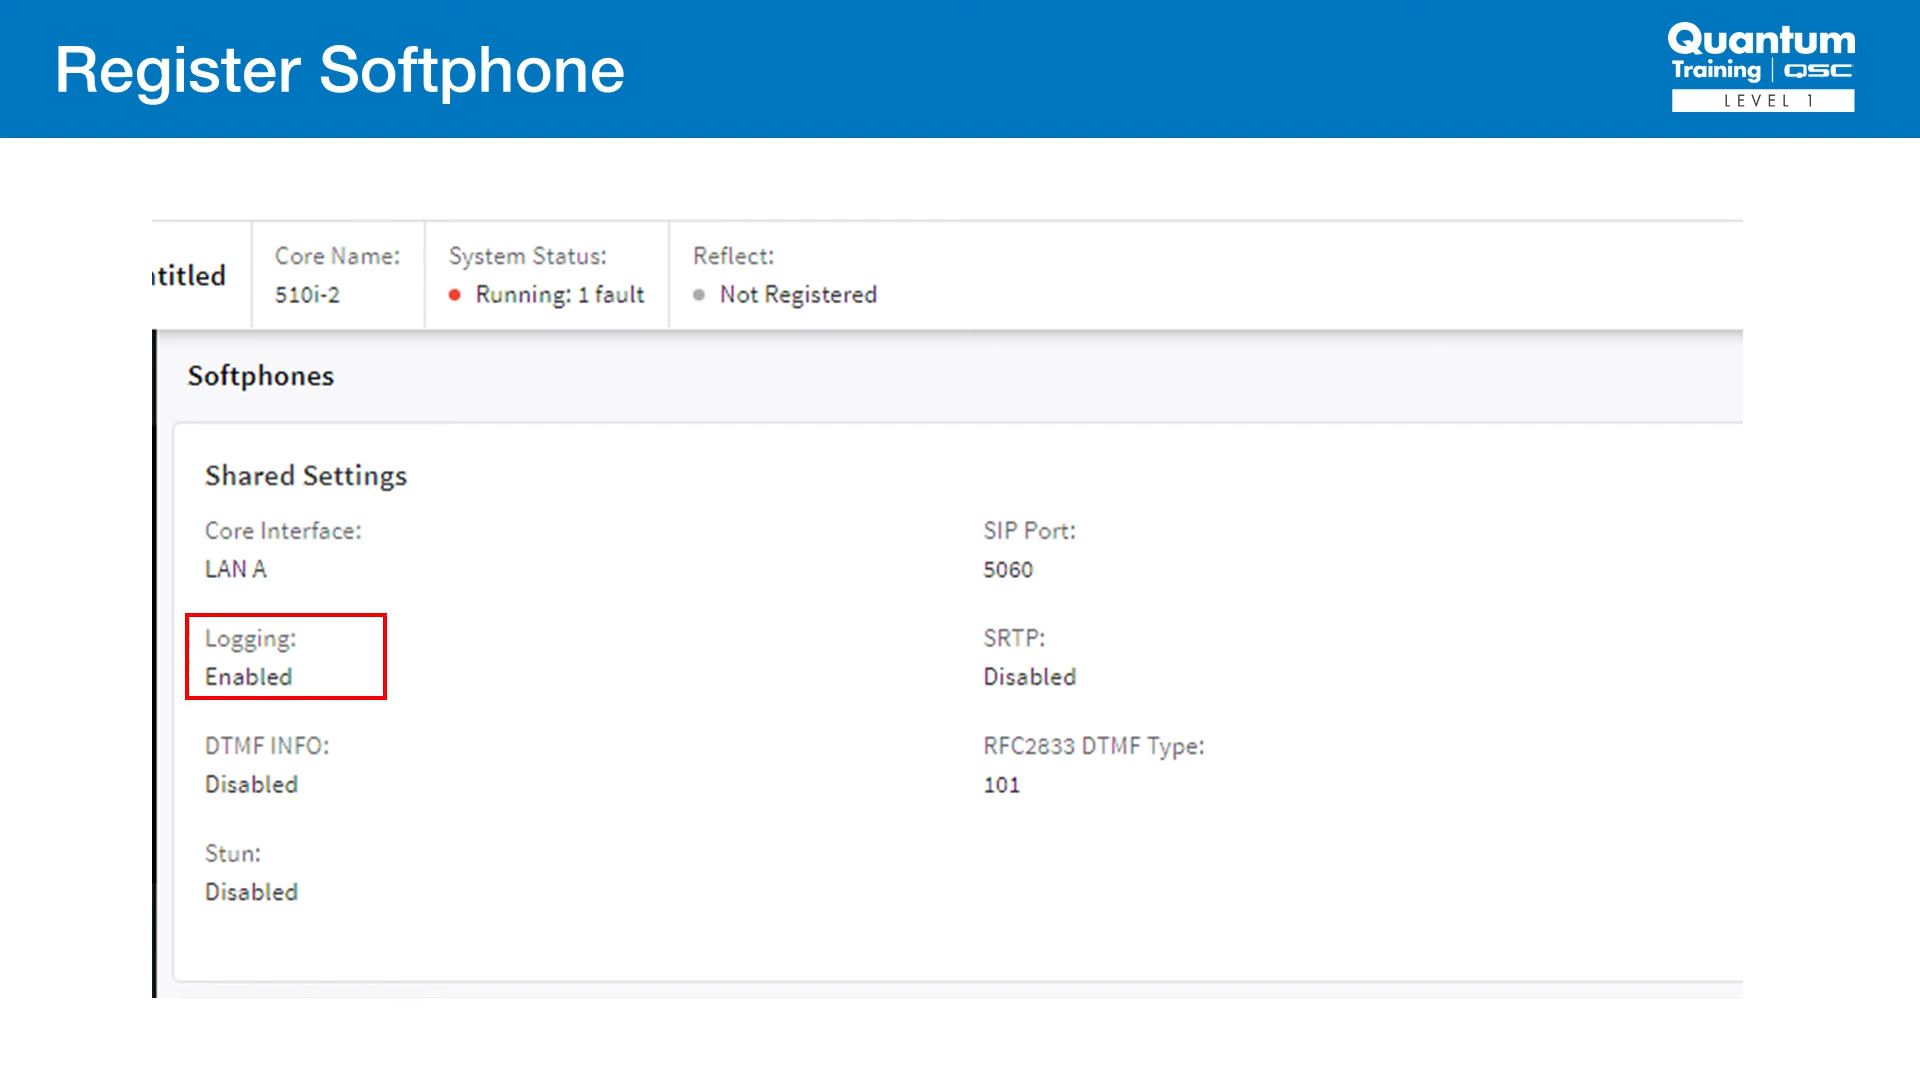 Register Softphone
Quantum
Training | QSC
LEVEL 1
ntitled
Core Name:
510i-2
System Status:
Running: 1 fault
Reflect:
Not Registered
Softphones
Shared Settings
Core Interface:
LAN A
SIP Port:
5060
Logging:
Enabled
SRTP:
Disabled
DTMF INFO:
Disabled
RFC2833 DTMF Type:
101
Stun:
Disabled